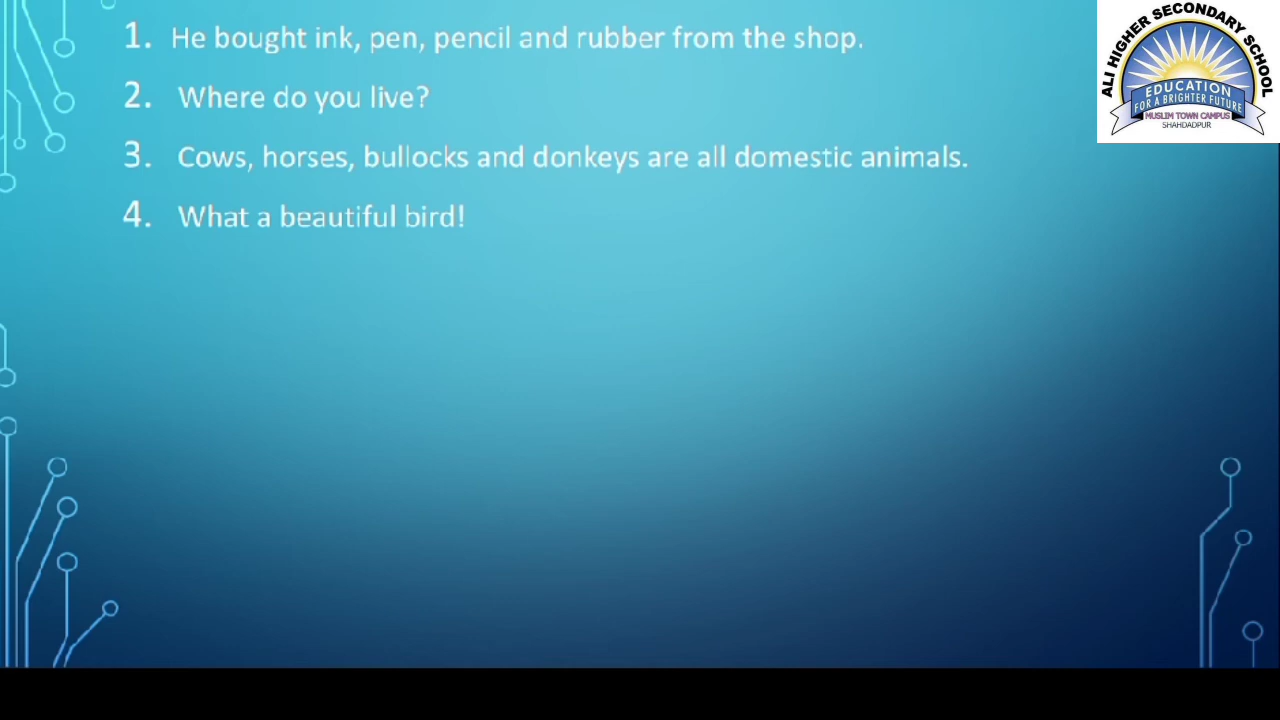 1. He bought ink, pen, pencil and rubber from the shop.
2. Where do you live?
3. Cows, horses, bullocks and donkeys are all domestic animals.
4. What a beautiful bird!
ALI HIGHER SECONDARY SCHOOL
EDUCATION
FOR A BRIGHTER FUTURE
MUSLIM TOWN CAMPUS
SHAHDADPUR